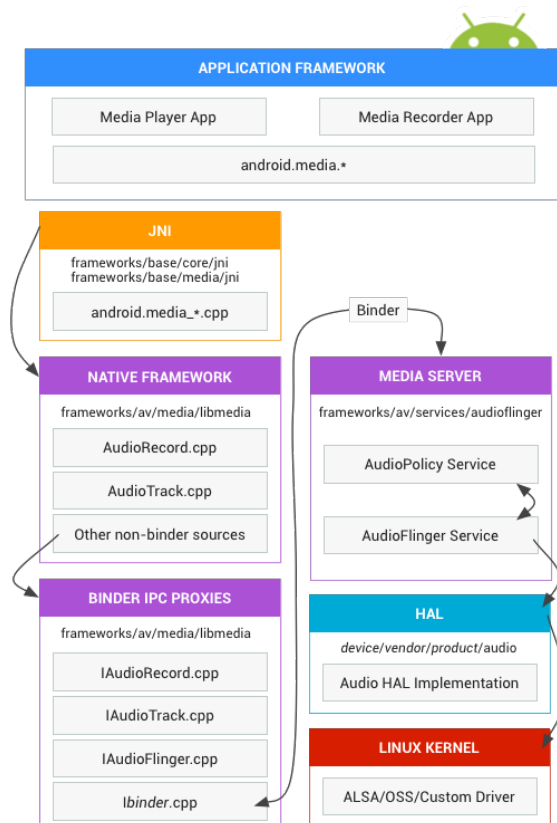 APPLICATION FRAMEWORK
Media Player App
Media Recorder App
android.media.*
JNI
frameworks/base/core/jni
frameworks/base/media/jni
android.media_*.cpp
Binder
NATIVE FRAMEWORK
frameworks/av/media/libmedia
AudioRecord.cpp
AudioTrack.cpp
Other non-binder sources
MEDIA SERVER
frameworks/av/services/audioflinger
AudioPolicy Service
AudioFlinger Service
BINDER IPC PROXIES
frameworks/av/media/libmedia
IAudioRecord.cpp
IAudioTrack.cpp
IAudioFlinger.cpp
Ibinder.cpp
HAL
device/vendor/product/audio
Audio HAL Implementation
LINUX KERNEL
ALSA/OSS/Custom Driver